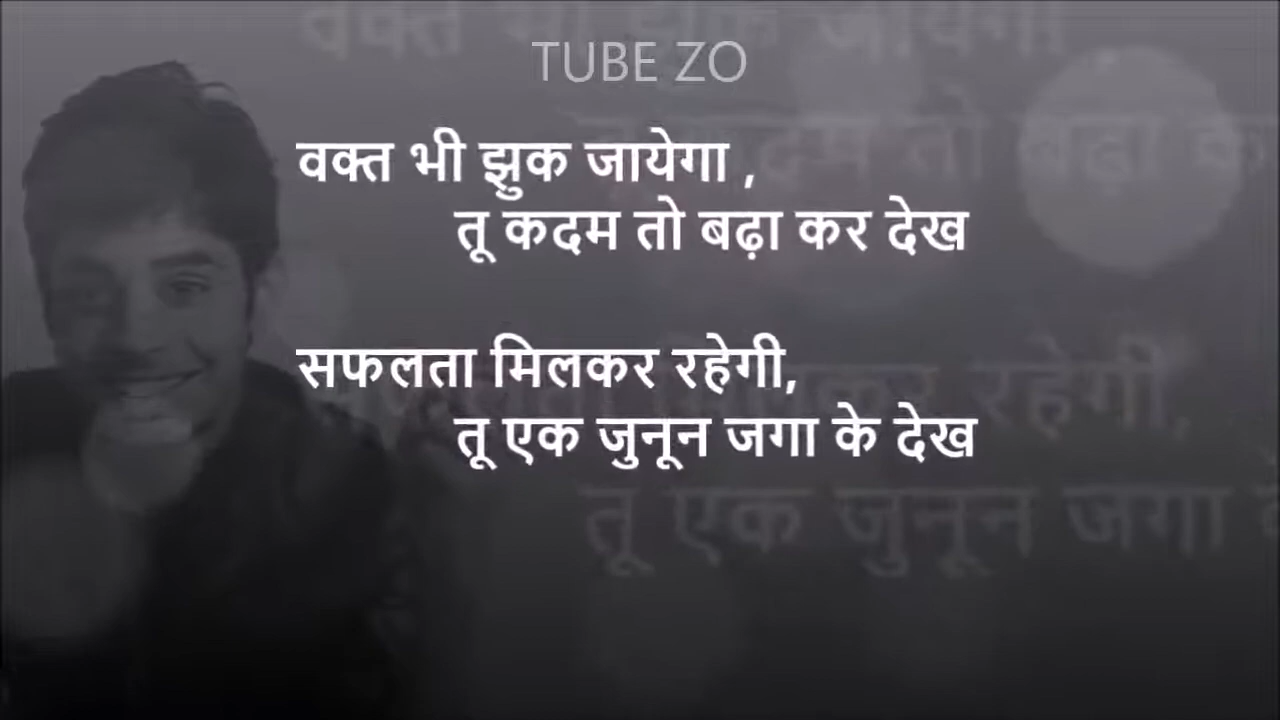 TUBE ZO
वक्त भी झुक जायेगा ,
तू कदम तो बढ़ा कर देख
सफलता मिलकर रहेगी,
तू एक जुनून जगा के देख